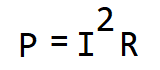 P = I²R